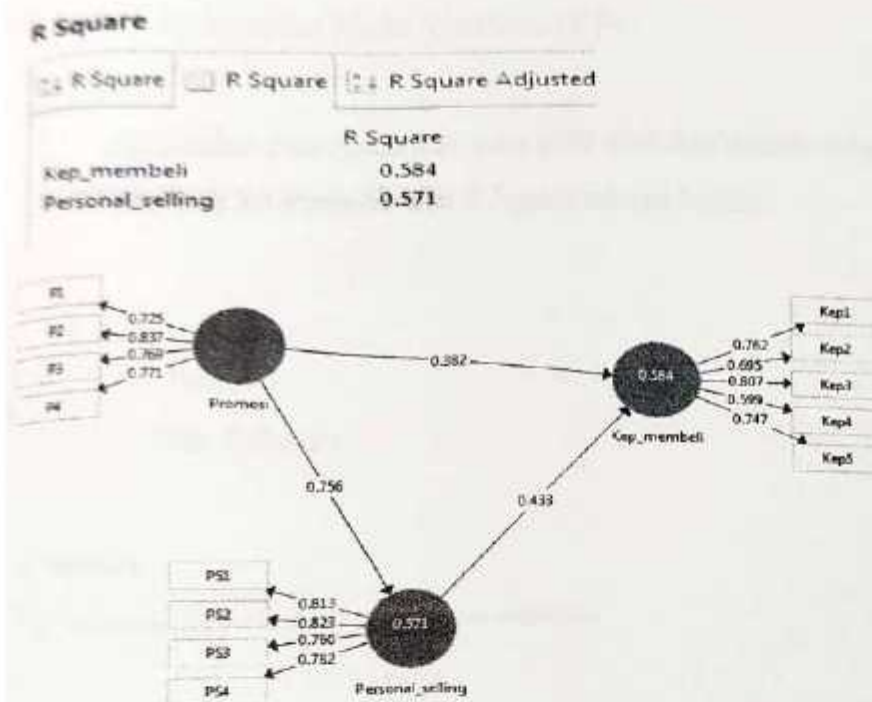 R Square
R Square R Square R Square Adjusted
R Square
Kep_membeli 0.584
Personal_selling 0.571
P1
P2
P3
P4
0.725
0.837
0.769
0.771
Promosi
0.382
0.756
0.433
0.584
Kep_membeli
0.762
0.695
0.807
0.599
0.747
Kep1
Kep2
Kep3
Kep4
Kep5
PS1
PS2
PS3
PS4
0.813
0.823
0.760
0.782
0.571
Personal_selling